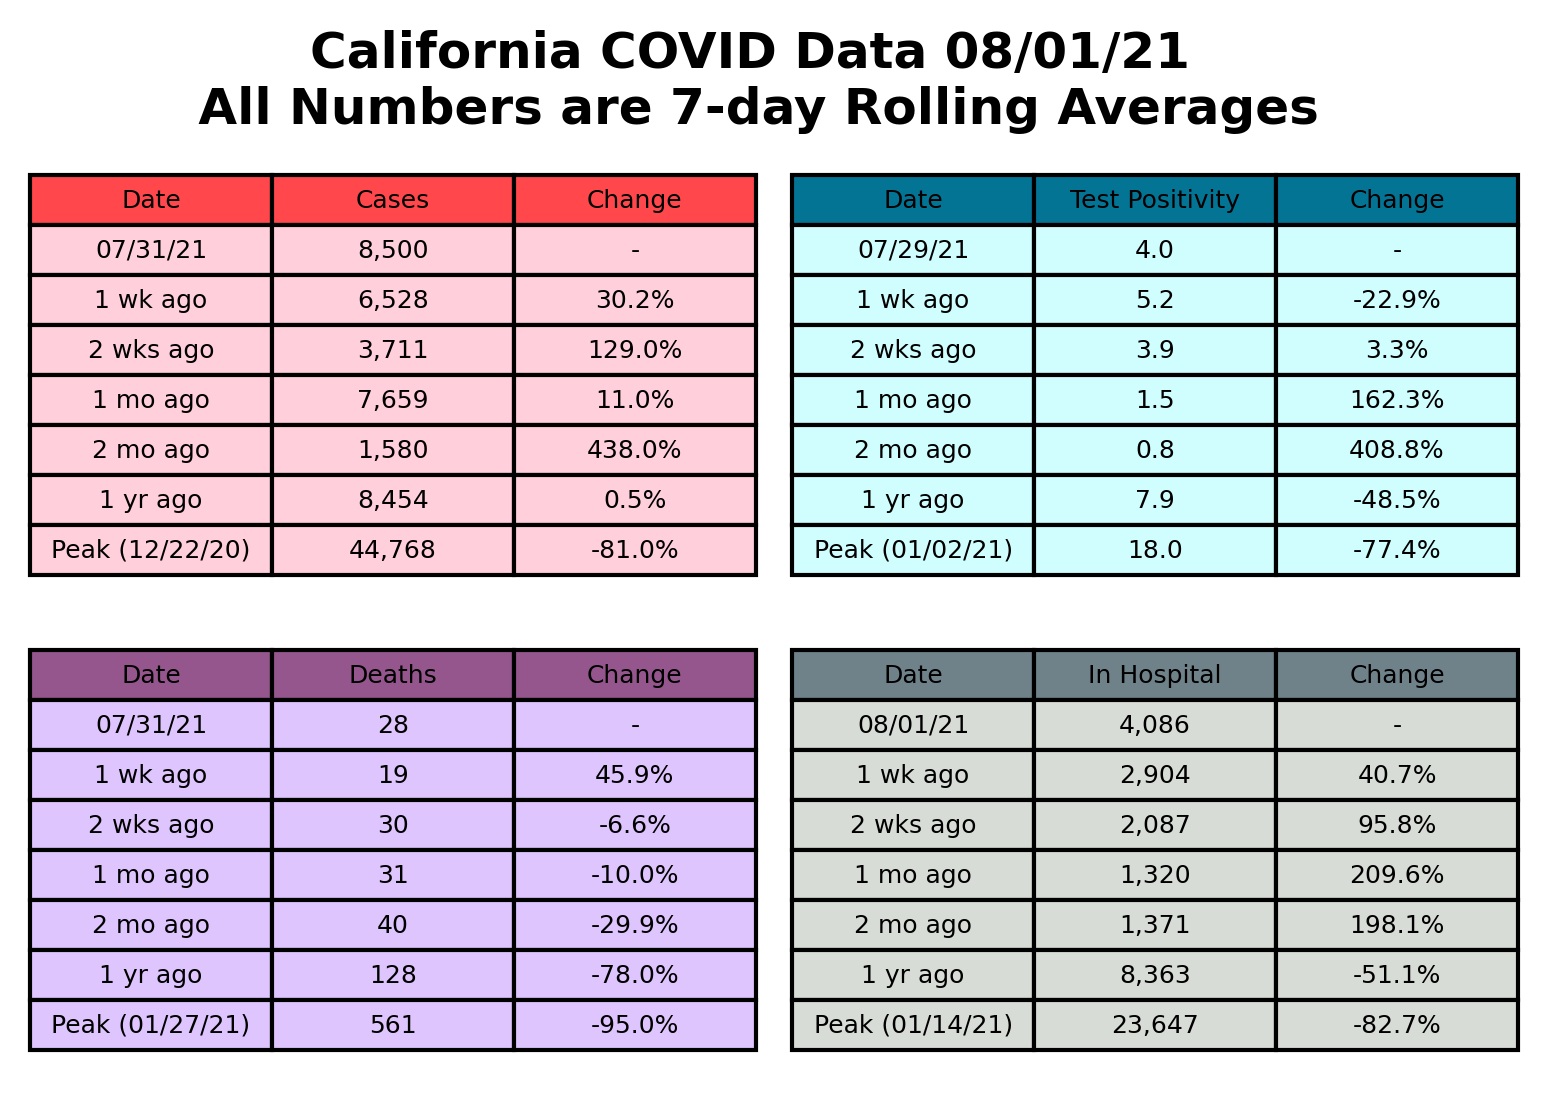 California COVID Data 08/01/21
All Numbers are 7-day Rolling Averages
Date Cases Change
07/31/21 8,500 -
1 wk ago 6,528 30.2%
2 wks ago 3,711 129.0%
1 mo ago 7,659 11.0%
2 mo ago 1,580 438.0%
1 yr ago 8,454 0.5%
Peak (12/22/20) 44,768 -81.0%
Date Test Positivity Change
07/29/21 4.0 -
1 wk ago 5.2 -22.9%
2 wks ago 3.9 3.3%
1 mo ago 1.5 162.3%
2 mo ago 0.8 408.8%
1 yr ago 7.9 -48.5%
Peak (01/02/21) 18.0 -77.4%
Date Deaths Change
07/31/21 28 -
1 wk ago 19 45.9%
2 wks ago 30 -6.6%
1 mo ago 31 -10.0%
2 mo ago 40 -29.9%
1 yr ago 128 -78.0%
Peak (01/27/21) 561 -95.0%
Date In Hospital Change
08/01/21 4,086 -
1 wk ago 2,904 40.7%
2 wks ago 2,087 95.8%
1 mo ago 1,320 209.6%
2 mo ago 1,371 198.1%
1 yr ago 8,363 -51.1%
Peak (01/14/21) 23,647 -82.7%